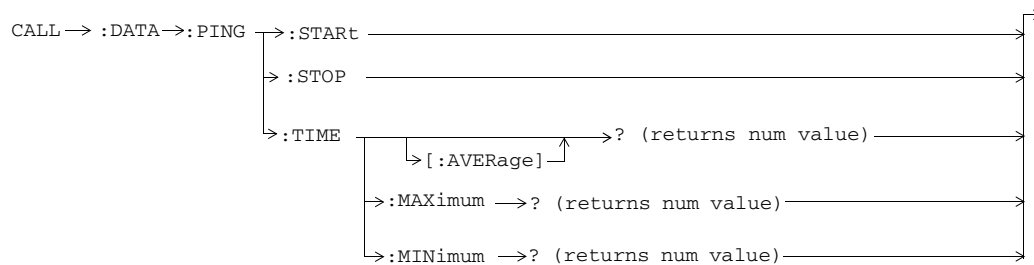 CALL :DATA :PING :STARt
:STOP
:TIME ? (returns num value)
[:AVERage]
:MAXimum ? (returns num value)
:MINimum ? (returns num value)